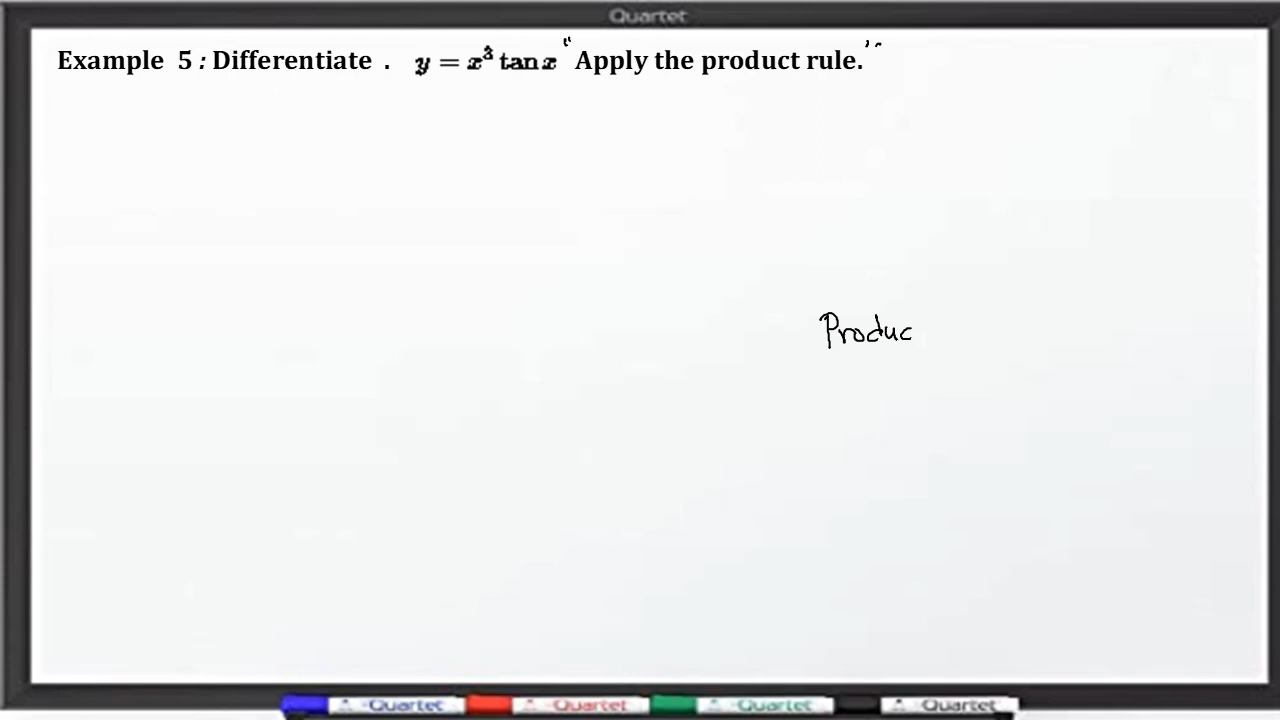 Quartet
Example 5 : Differentiate . y = x³ tan x “Apply the product rule.”
Produc
Quartet Quartet Quartet Quartet